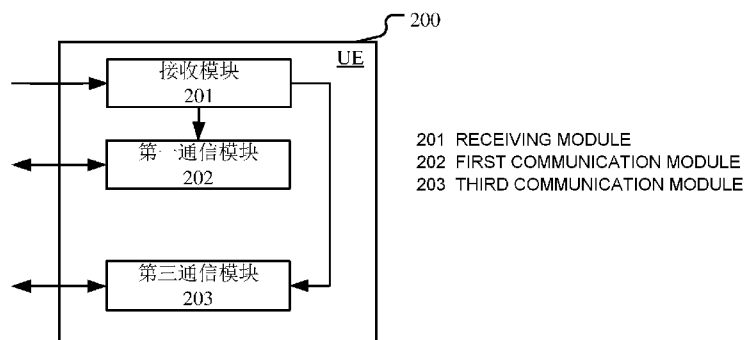 200
UE
接收模块
201
第一通信模块
202
第三通信模块
203
201 RECEIVING MODULE
202 FIRST COMMUNICATION MODULE
203 THIRD COMMUNICATION MODULE